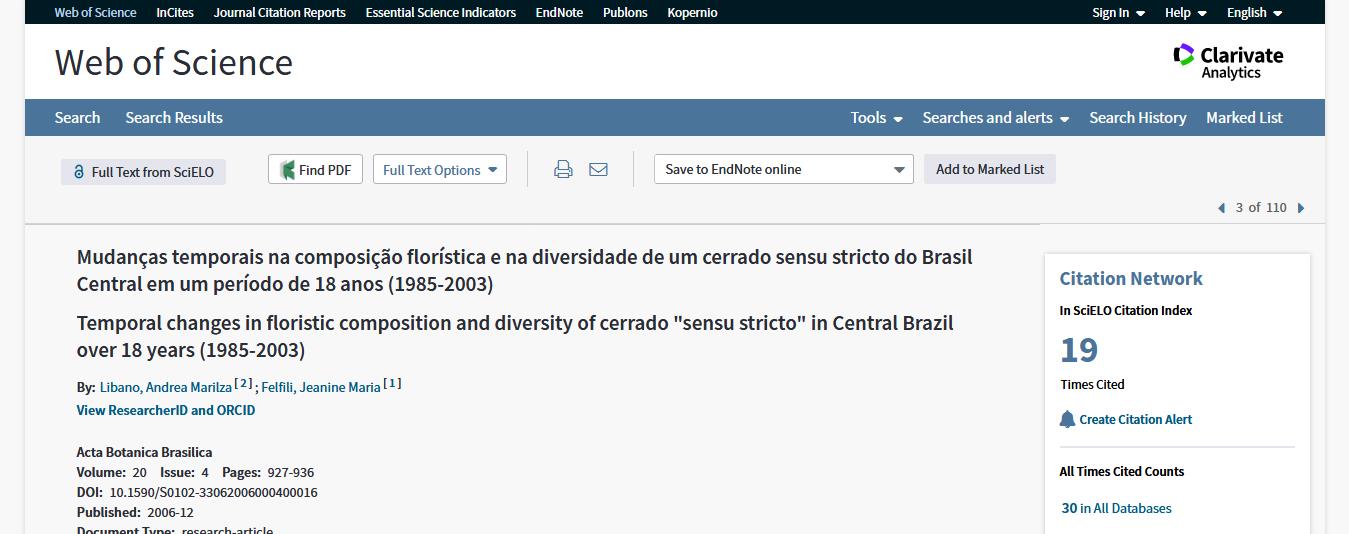 Web of Science InCites Journal Citation Reports Essential Science Indicators EndNote Publons Kopernio Sign In Help English
Web of Science
Clarivate
Analytics
Search Search Results Tools Searches and alerts Search History Marked List
Full Text from SciELO Find PDF Full Text Options Save to EndNote online Add to Marked List
3 of 110
Mudanças temporais na composição florística e na diversidade de um cerrado sensu stricto do Brasil
Central em um período de 18 anos (1985-2003)
Temporal changes in floristic composition and diversity of cerrado "sensu stricto" in Central Brazil
over 18 years (1985-2003)
By: Libano, Andrea Marilza [ 2 ] ; Felfili, Jeanine Maria [ 1 ]
View ResearcherID and ORCID
Acta Botanica Brasilica
Volume: 20 Issue: 4 Pages: 927-936
DOI: 10.1590/S0102-33062006000400016
Published: 2006-12
Document Type: research-article
Citation Network
In SciELO Citation Index
19
Times Cited
Create Citation Alert
All Times Cited Counts
30 in All Databases